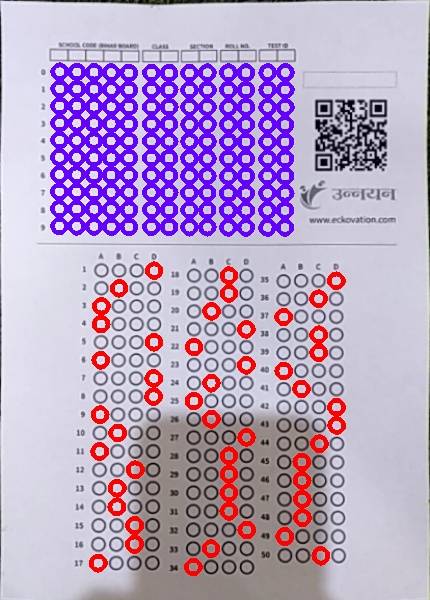 SCHOOL CODE (BIHAR BOARD) CLASS SECTION ROLL NO. TEST ID
0
1
2
3
4
5
6
7
8
9
उन्नयन
www.eckovation.com
A B C D A B C D A B C D
1 18 35
2 19 36
3 20 37
4 21 38
5 22 39
6 23 40
7 24 41
8 25 42
9 26 43
10 27 44
11 28 45
12 29 46
13 30 47
14 31 48
15 32 49
16 33 50
17 34